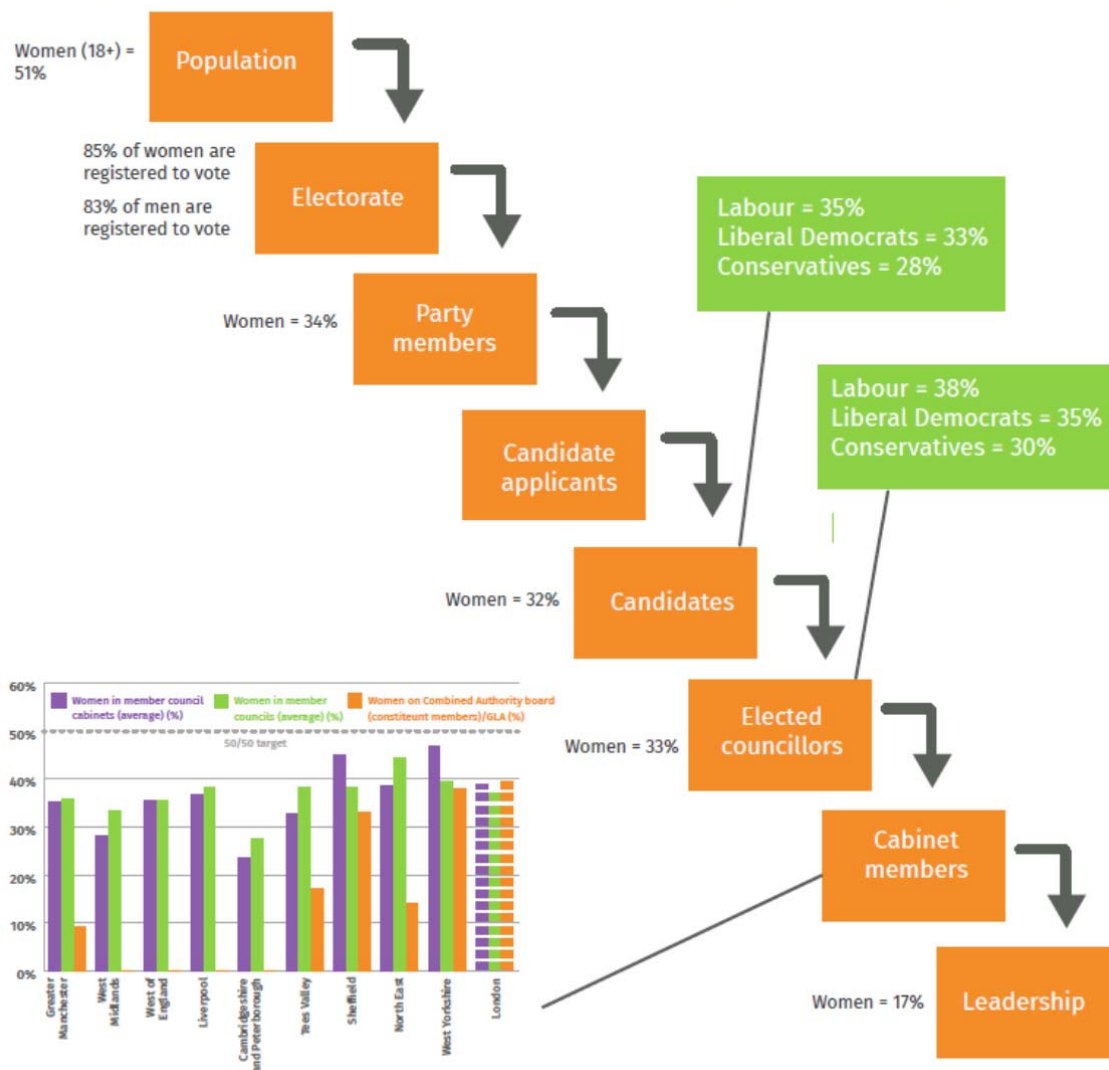 Women (18+) =
51%
Population
85% of women are
registered to vote
83% of men are
registered to vote
Electorate
Labour = 35%
Liberal Democrats = 33%
Conservatives = 28%
Women = 34%
Party
members
Labour = 38%
Liberal Democrats = 35%
Conservatives = 30%
Candidate
applicants
Women = 32%
Candidates
Women = 33%
Elected
councillors
Cabinet
members
Women = 17%
Leadership
60%
50%
40%
30%
20%
10%
0%
Women in member council
cabinets (average) (%)
Women in member
councils (average) (%)
Women on Combined Authority board
(constiteunt members)/GLA (%)
50/50 target
Greater
Manchester
West
Midlands
West of
England
Liverpool
Cambridgeshire
and Peterborough
Tees Valley
Sheffield
North East
West Yorkshire
London